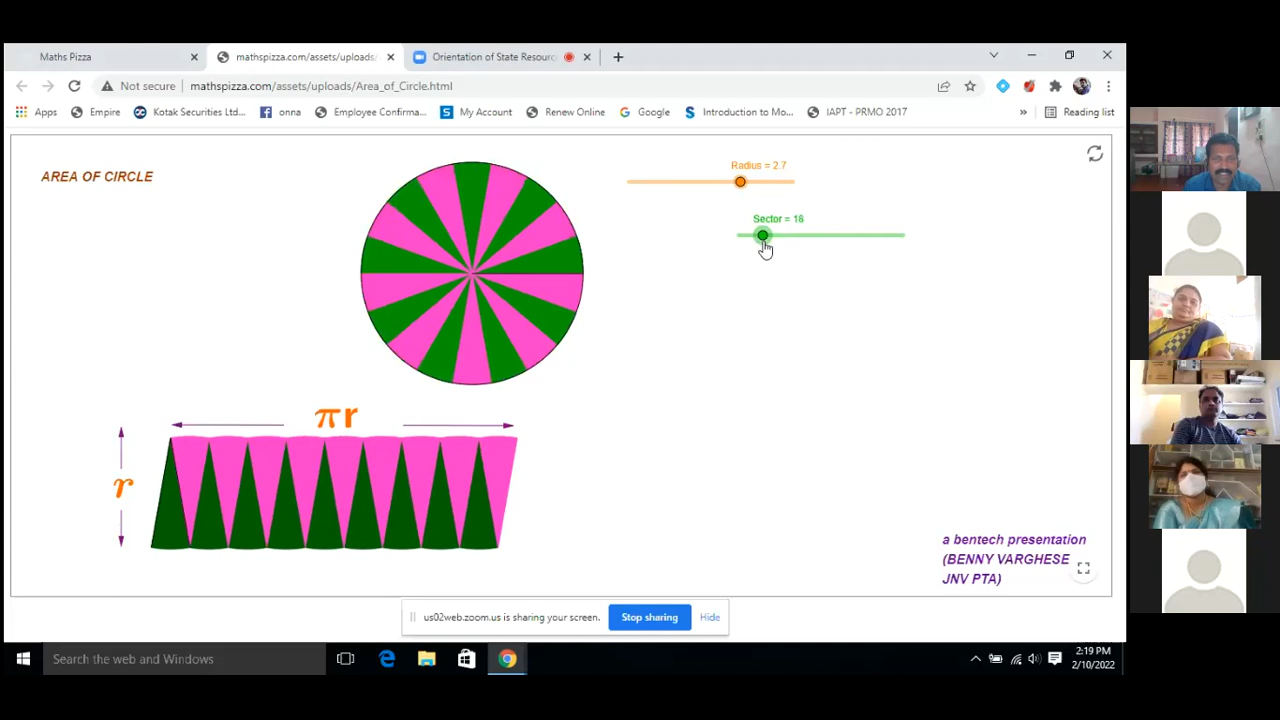 Maths Pizza
mathspizza.com/assets/uploads/
Orientation of State Resourc
Not secure
mathspizza.com/assets/uploads/Area_of_Circle.html
Apps
Empire
Kotak Securities Ltd...
onna
Employee Confirma...
My Account
Renew Online
Google
Introduction to Mo...
IAPT - PRMO 2017
»
Reading list
AREA OF CIRCLE
Radius = 2.7
Sector = 18
πr
r
a bentech presentation
(BENNY VARGHESE
JNV PTA)
us02web.zoom.us is sharing your screen.
Stop sharing
Hide
Search the web and Windows
2:19 PM
2/10/2022